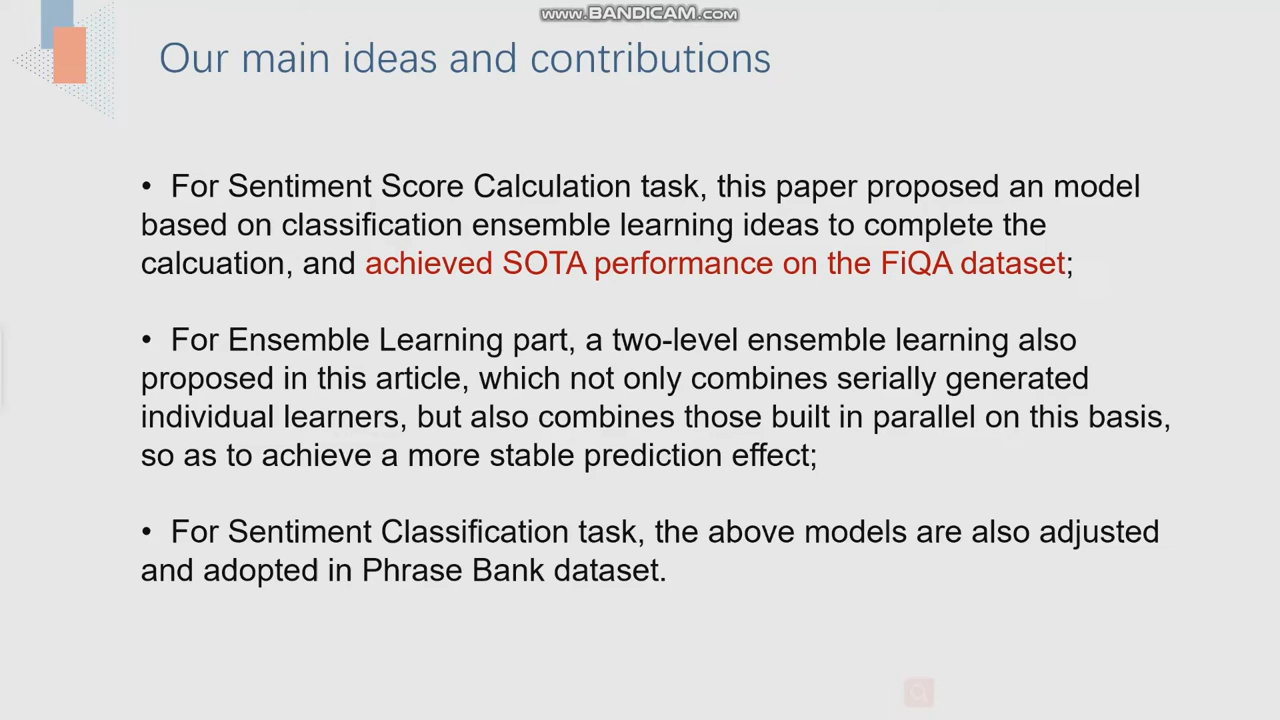 www.BANDICAM.com
Our main ideas and contributions
• For Sentiment Score Calculation task, this paper proposed an model
based on classification ensemble learning ideas to complete the
calcuation, and achieved SOTA performance on the FiQA dataset;
• For Ensemble Learning part, a two-level ensemble learning also
proposed in this article, which not only combines serially generated
individual learners, but also combines those built in parallel on this basis,
so as to achieve a more stable prediction effect;
• For Sentiment Classification task, the above models are also adjusted
and adopted in Phrase Bank dataset.